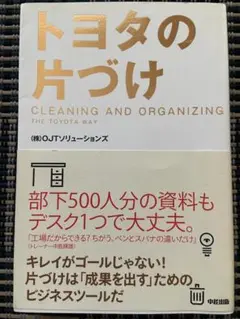 トヨタの
片づけ
CLEANING AND ORGANIZING
THE TOYOTA WAY
(株)OJTソリューションズ
部下500人分の資料も
デスク1つで大丈夫。
「工場だからできる?ちがう、ペンとスパナの違いだけ」
キレイがゴールじゃない!
片づけは「成果を出す」ための
ビジネスツールだ
中経出版